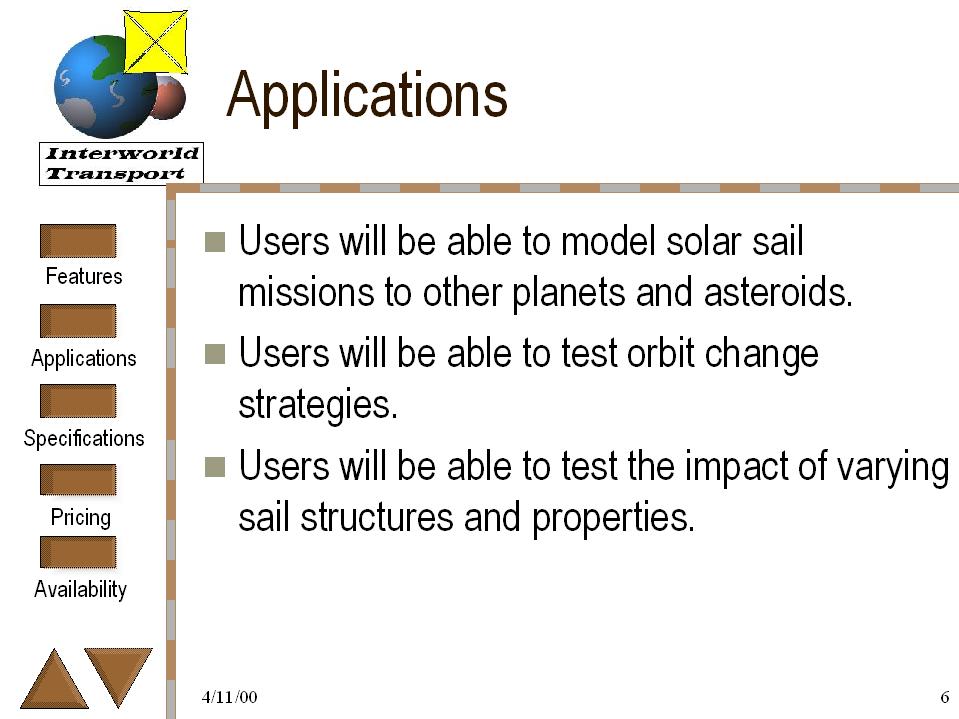 Applications
Interworld
Transport
Features
Applications
Specifications
Pricing
Availability
Users will be able to model solar sail
missions to other planets and asteroids.
Users will be able to test orbit change
strategies.
Users will be able to test the impact of varying
sail structures and properties.
4/11/00
6